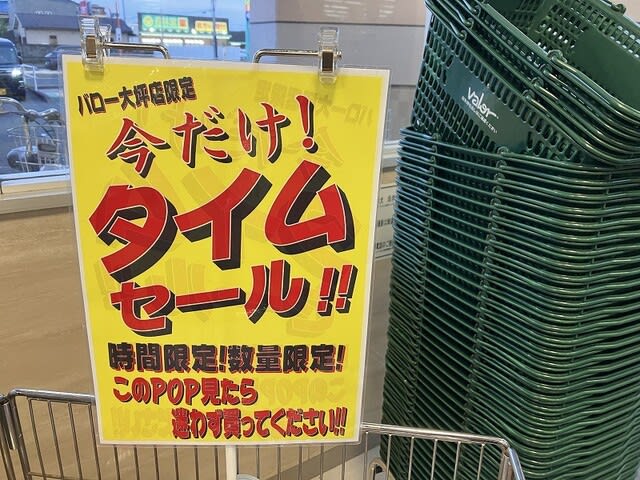 バロー大坪店限定
今だけ!
タイム
セール!!
時間限定!数量限定!
このPOP見たら
迷わず買ってください!!
valor